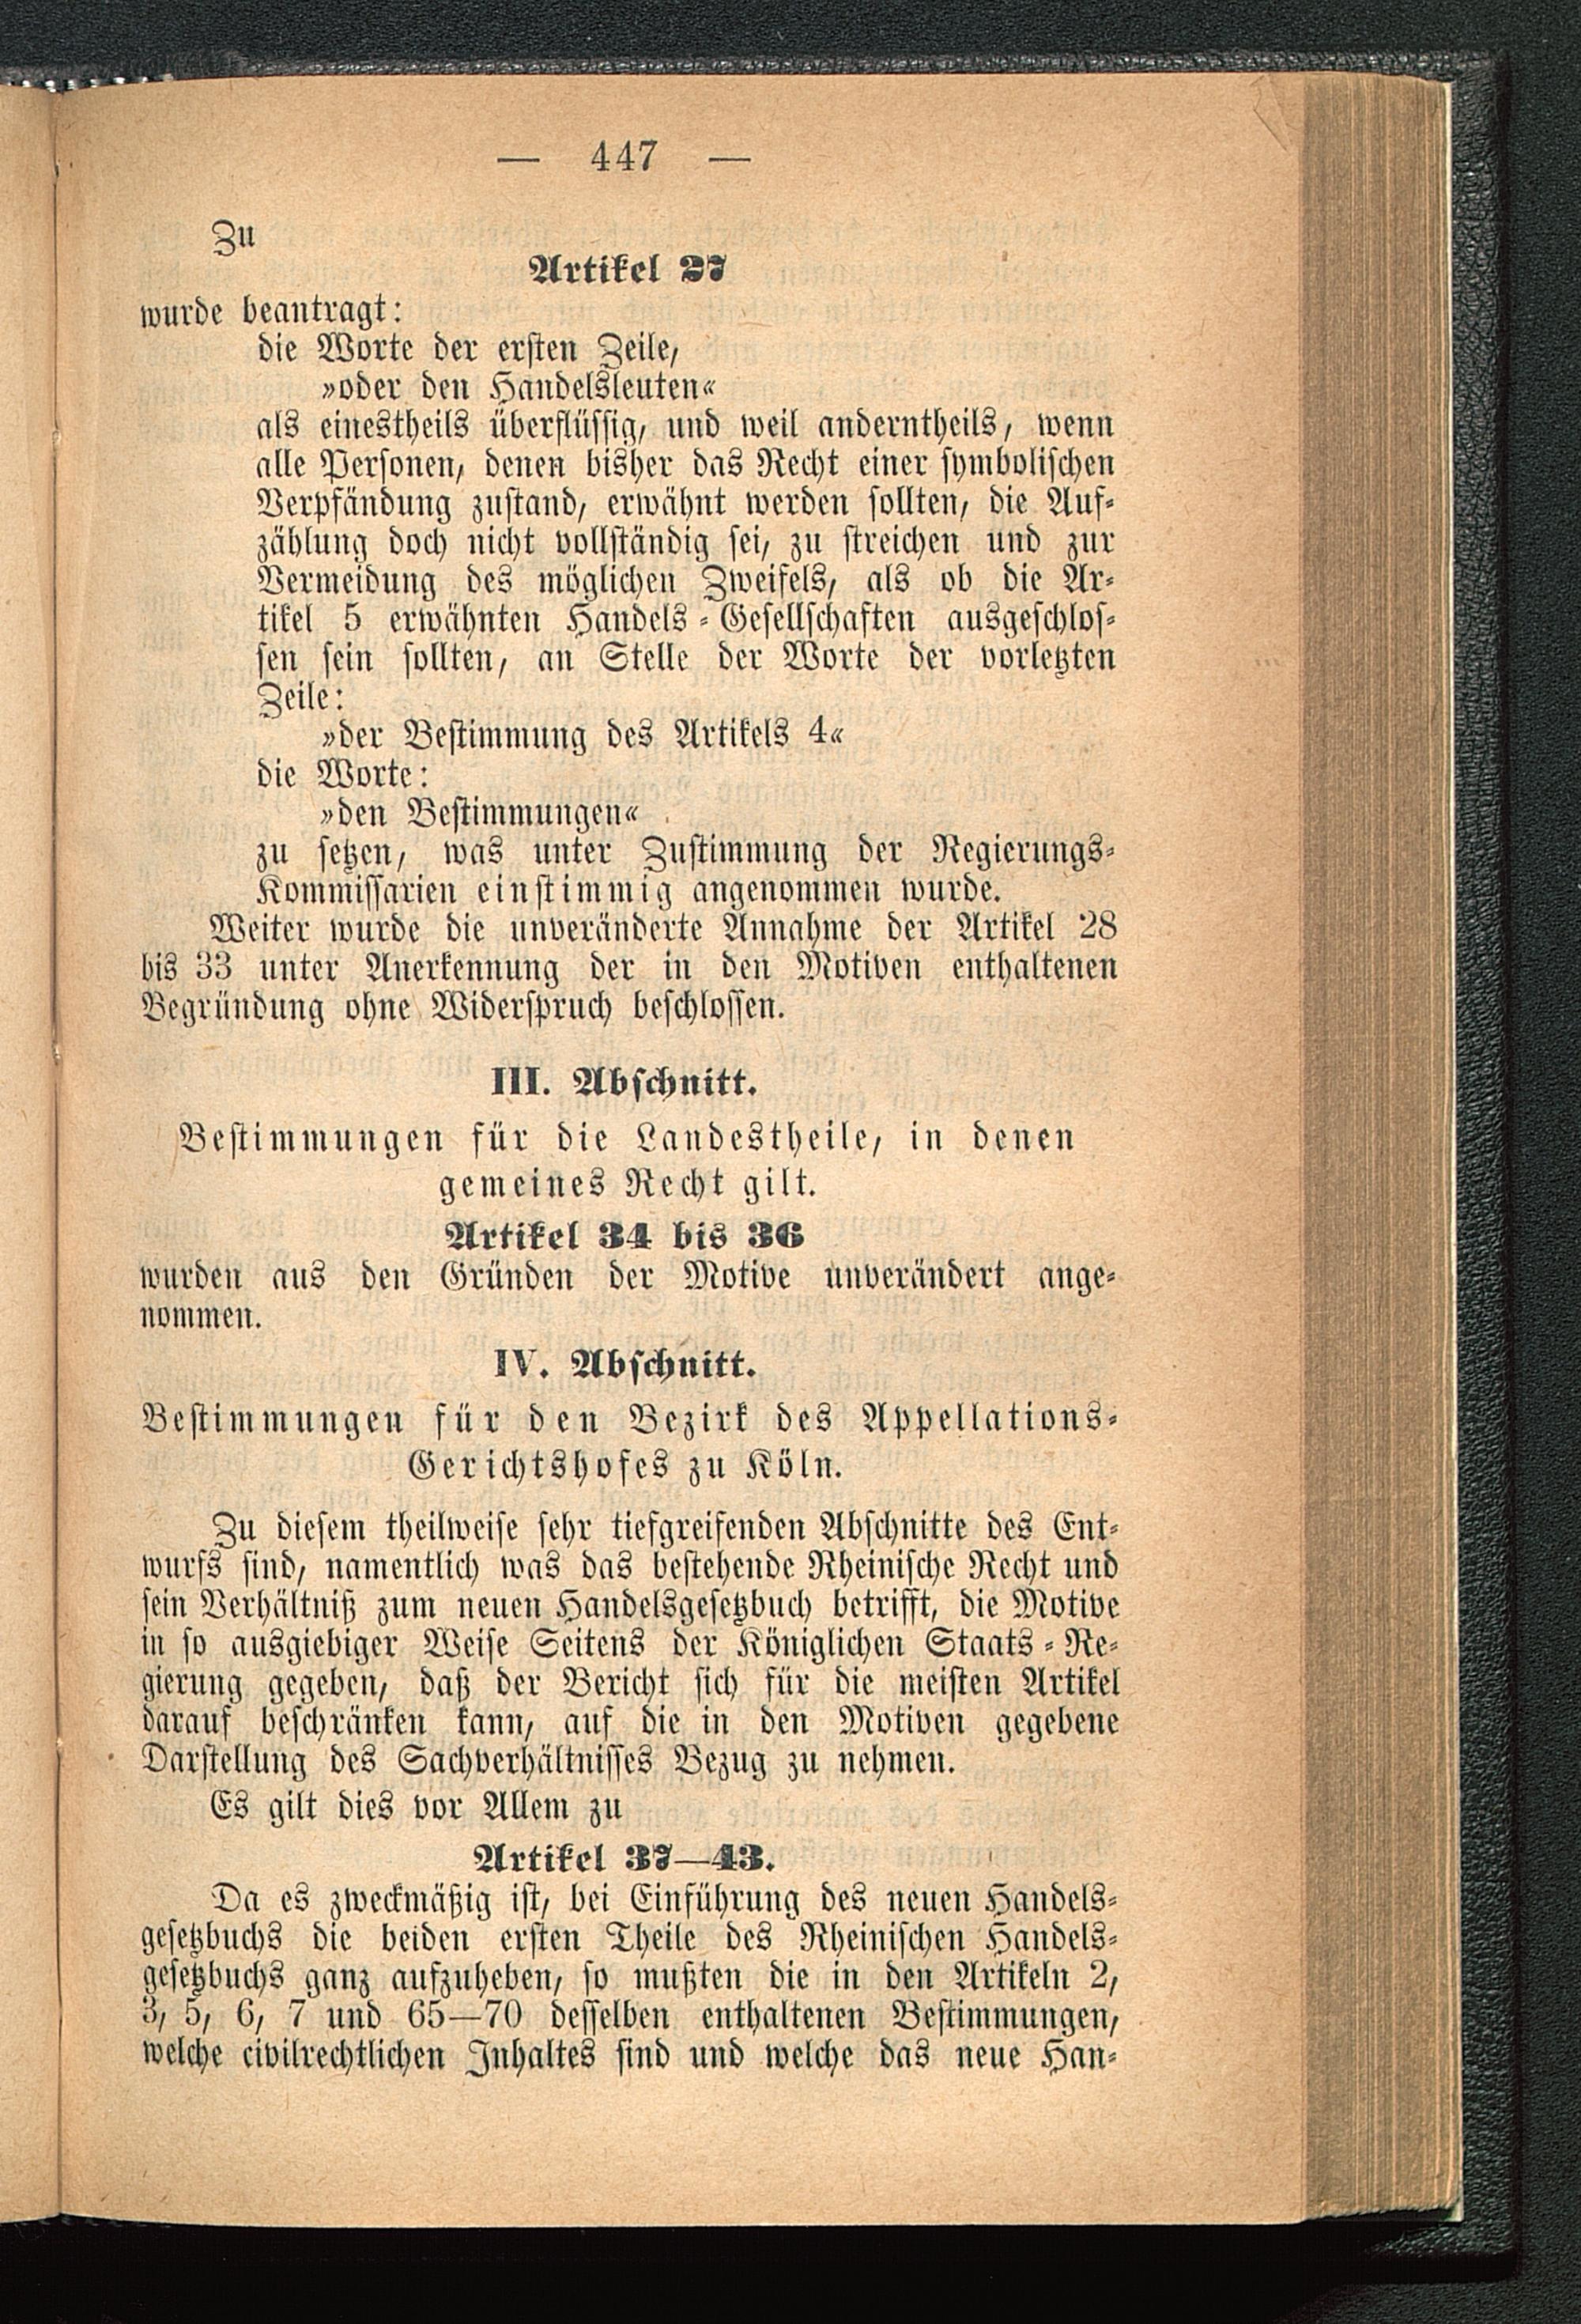 — 447 —
Zu
Artikel 27
wurde beantragt:
die Worte der ersten Zeile,
»oder den Handelsleuten«
als einestheils überflüssig, und weil anderntheils, wenn
alle Personen, denen bisher das Recht einer symbolischen
Verpfändung zustand, erwähnt werden sollten, die Auf-
zählung doch nicht vollständig sei, zu streichen und zur
Vermeidung des möglichen Zweifels, als ob die Ar-
tikel 5 erwähnten Handels-Gesellschaften ausgeschlos-
sen sein sollten, an Stelle der Worte der vorletzten
Zeile:
»der Bestimmung des Artikels 4«
die Worte:
»den Bestimmungen«
zu setzen, was unter Zustimmung der Regierungs-
Kommissarien einstimmig angenommen wurde.
Weiter wurde die unveränderte Annahme der Artikel 28
bis 33 unter Anerkennung der in den Motiven enthaltenen
Begründung ohne Widerspruch beschlossen.
III. Abschnitt.
Bestimmungen für die Landestheile, in denen
gemeines Recht gilt.
Artikel 34 bis 36
wurden aus den Gründen der Motive unverändert ange-
nommen.
IV. Abschnitt.
Bestimmungen für den Bezirk des Appellations-
Gerichtshofes zu Köln.
Zu diesem theilweise sehr tiefgreifenden Abschnitte des Ent-
wurfs sind, namentlich was das bestehende Rheinische Recht und
sein Verhältniß zum neuen Handelsgesetzbuch betrifft, die Motive
in so ausgiebiger Weise Seitens der Königlichen Staats-Re-
gierung gegeben, daß der Bericht sich für die meisten Artikel
darauf beschränken kann, auf die in den Motiven gegebene
Darstellung des Sachverhältnisses Bezug zu nehmen.
Es gilt dies vor Allem zu
Artikel 37—43.
Da es zweckmäßig ist, bei Einführung des neuen Handels-
gesetzbuchs die beiden ersten Theile des Rheinischen Handels-
gesetzbuchs ganz aufzuheben, so mußten die in den Artikeln 2,
3, 5, 6, 7 und 65—70 desselben enthaltenen Bestimmungen,
welche civilrechtlichen Inhaltes sind und welche das neue Han-